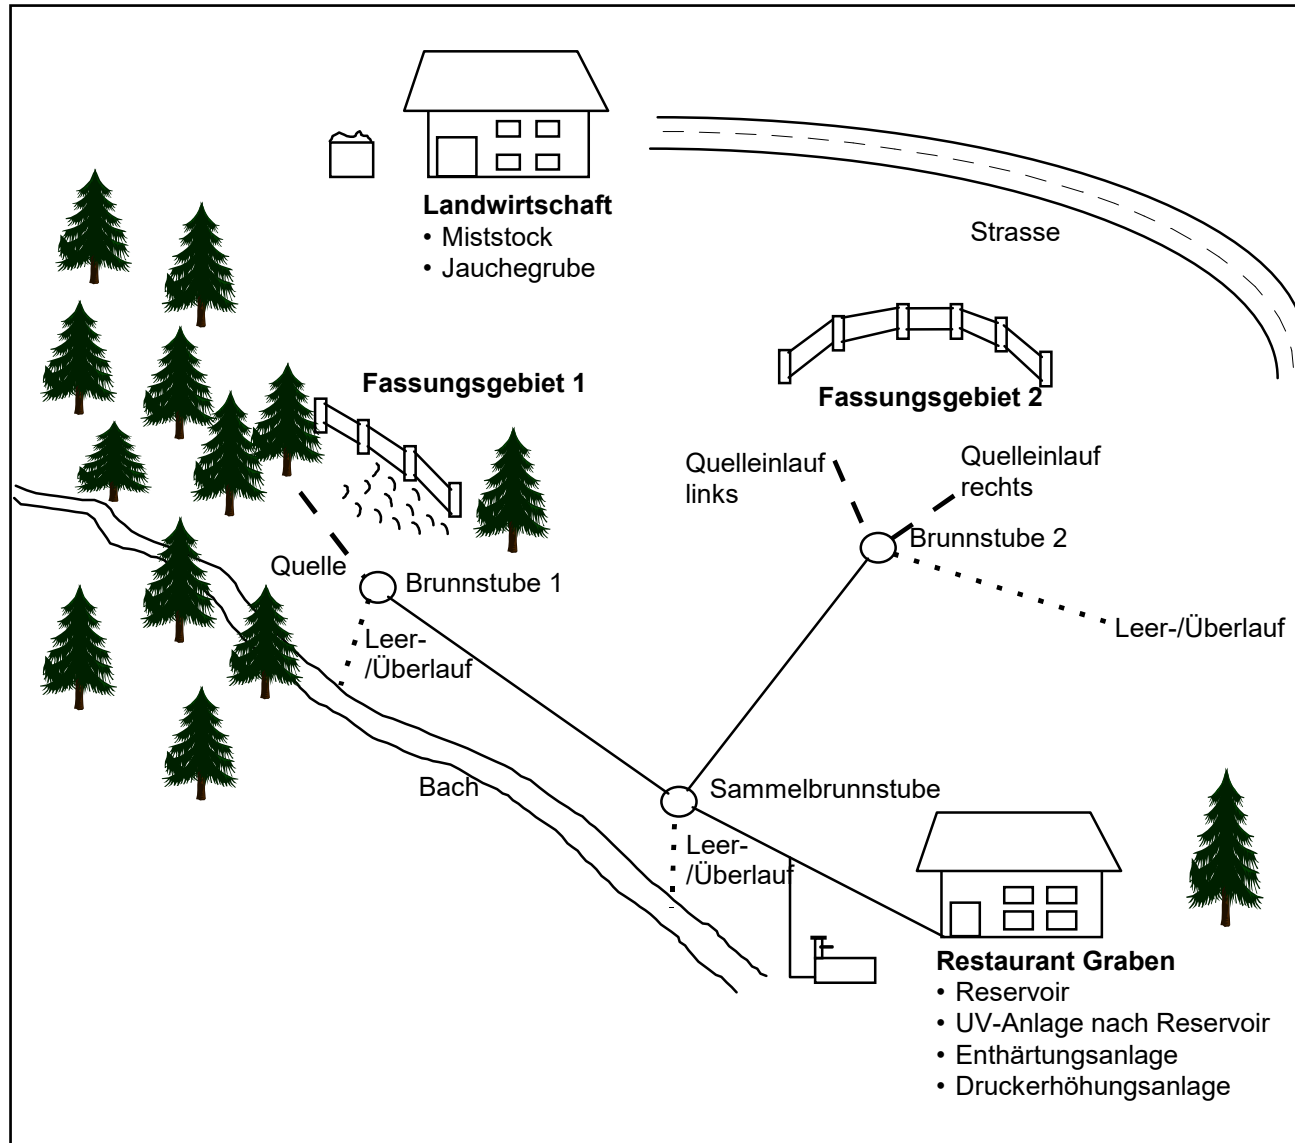 Landwirtschaft
• Miststock
• Jauchegrube
Strasse
Fassungsgebiet 1
Fassungsgebiet 2
Quelleinlauf
links
Quelleinlauf
rechts
Brunnstube 2
Quelle
Brunnstube 1
Leer-
/Überlauf
Leer-/Überlauf
Bach
Sammelbrunnstube
Leer-
/Überlauf
Restaurant Graben
• Reservoir
• UV-Anlage nach Reservoir
• Enthärtungsanlage
• Druckerhöhungsanlage